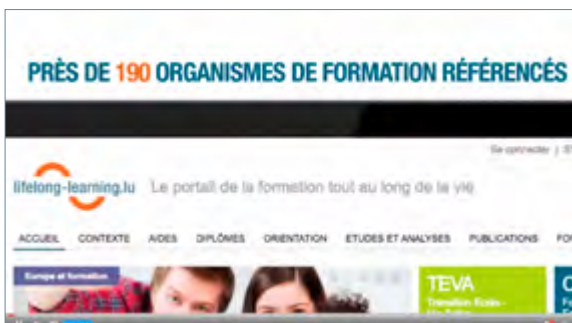 PRÈS DE 190 ORGANISMES DE FORMATION RÉFÉRENCÉS
Se connecter |
lifelong-learning.lu Le portail de la formation tout au long de la vie
ACCUEIL CONTEXTE AIDES DIPLÔMES ORIENTATION ETUDES ET ANALYSES PUBLICATIONS
Europe et formation
TEVA
Transition Ecole -